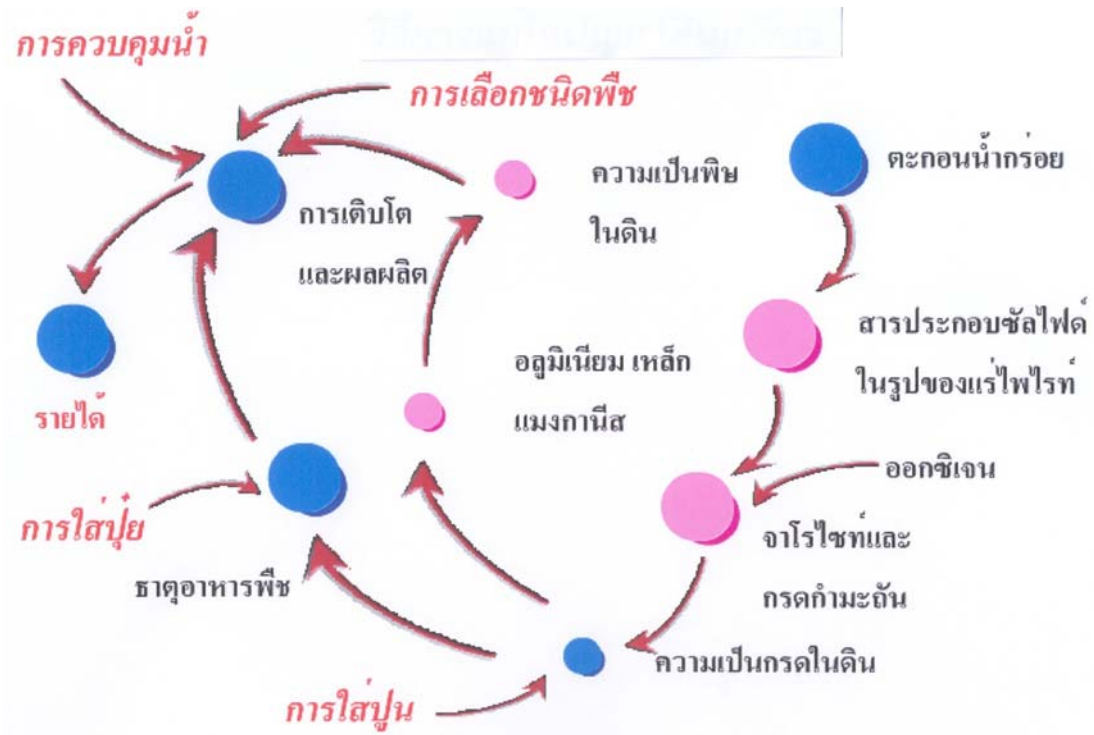 การควบคุมน้ำ
การเลือกชนิดพืช
ความเป็นพิษ
ในดิน
ตะกอนน้ำกร่อย
การเติบโต
และผลผลิต
สารประกอบซัลไฟด์
ในรูปของแร่ไพไรท์
อลูมิเนียม เหล็ก
แมงกานีส
รายได้
ออกซิเจน
การใส่ปุ๋ย
จาโรไซท์และ
กรดกำมะถัน
ธาตุอาหารพืช
ความเป็นกรดในดิน
การใส่ปูน